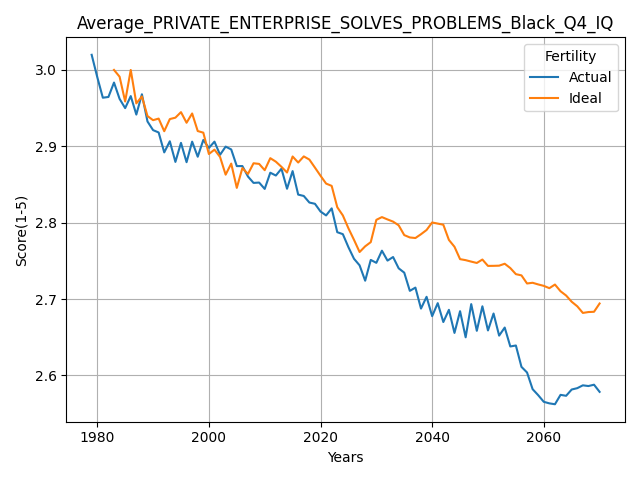 Average_PRIVATE_ENTERPRISE_SOLVES_PROBLEMS_Black_Q4_IQ
Fertility
Actual
Ideal
Score(1-5)
3.0
2.9
2.8
2.7
2.6
1980 2000 2020 2040 2060
Years